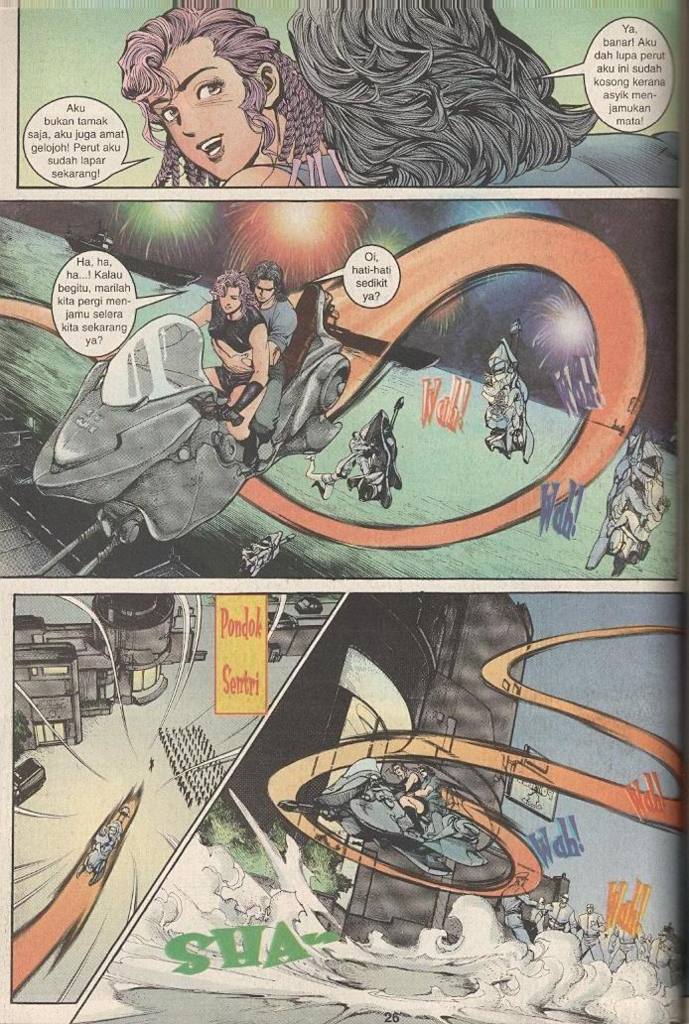 Aku
bukan tamak
saja, aku juga amat
gelojoh! Perut aku
sudah lapar
sekarang!
Ya,
banar! Aku
dah lupa perut
aku ini sudah
kosong kerana
asyik men-
jamukan
mata!
Ha, ha,
ha...! Kalau
begitu, marilah
kita pergi men-
jamu selera
kita sekarang
ya?
Oi,
hati-hati
sedikit
ya?
Wah!
Wah!
Wah!
Pondok
Sentri
Wah!
Wah!
Wah!
SHA~
26